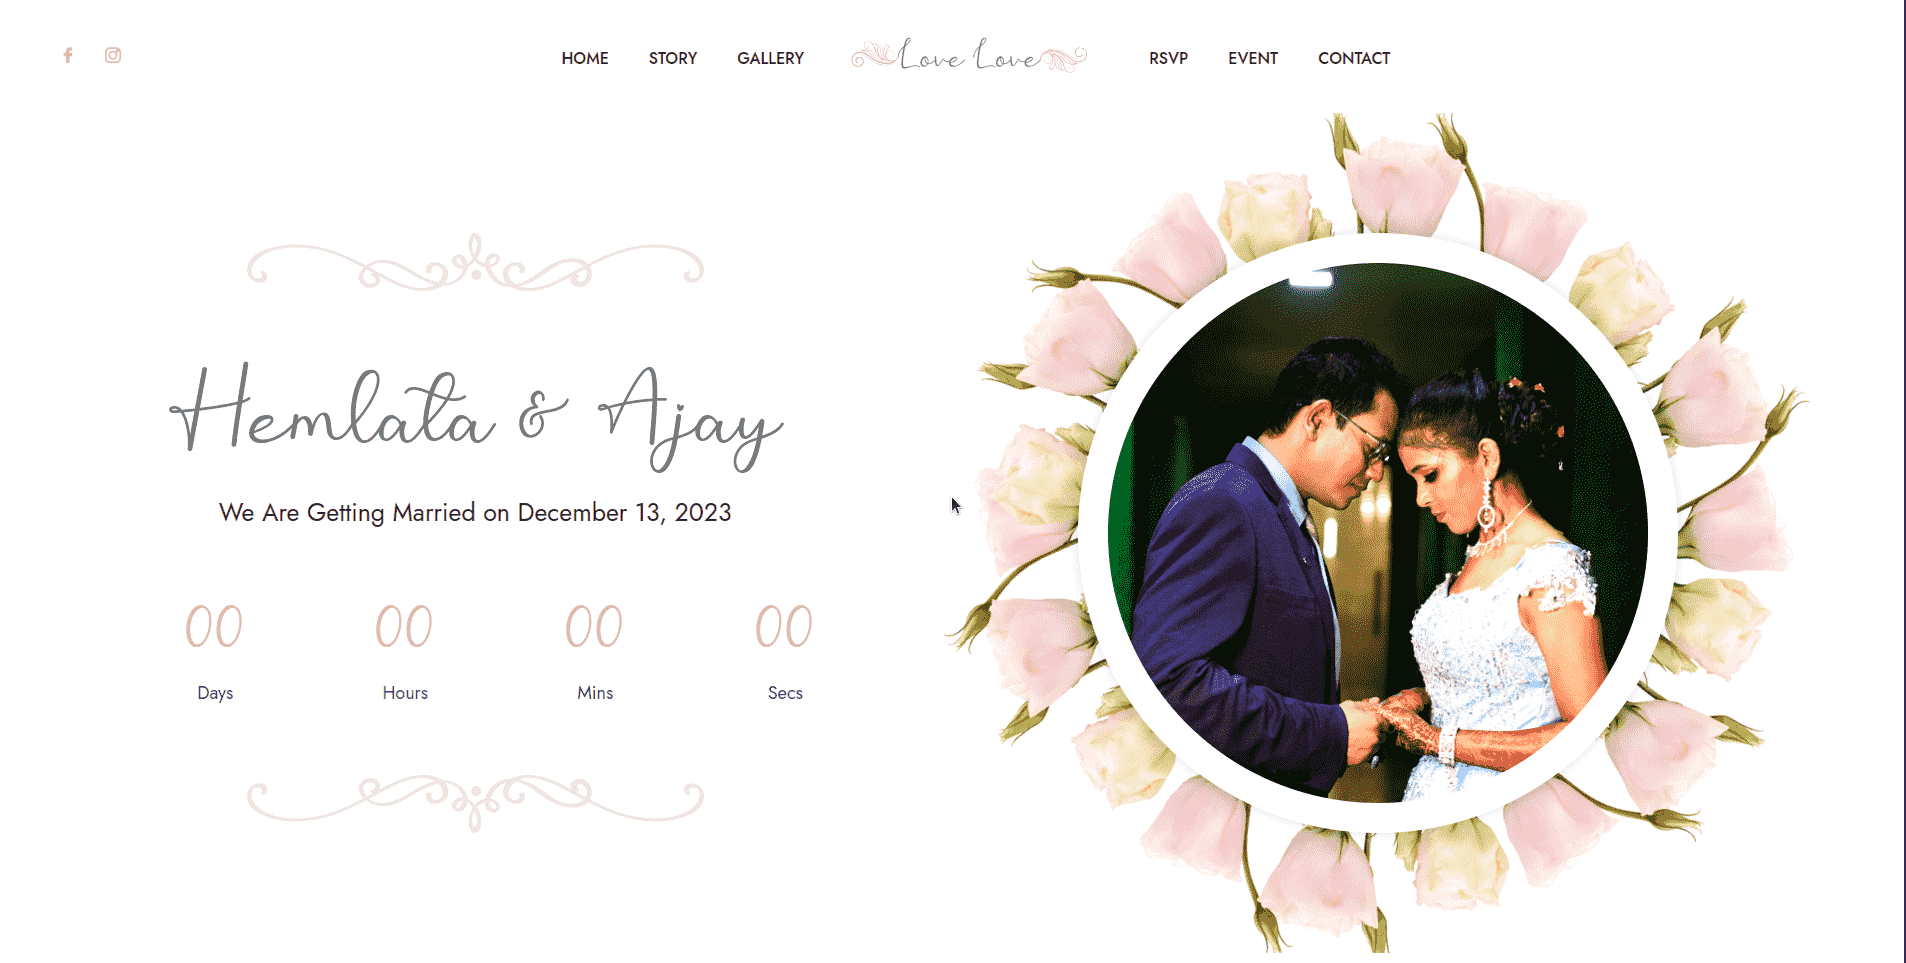 HOME STORY GALLERY Love Love RSVP EVENT CONTACT
Hemlata & Ajay
We Are Getting Married on December 13, 2023
00 00 00 00
Days Hours Mins Secs